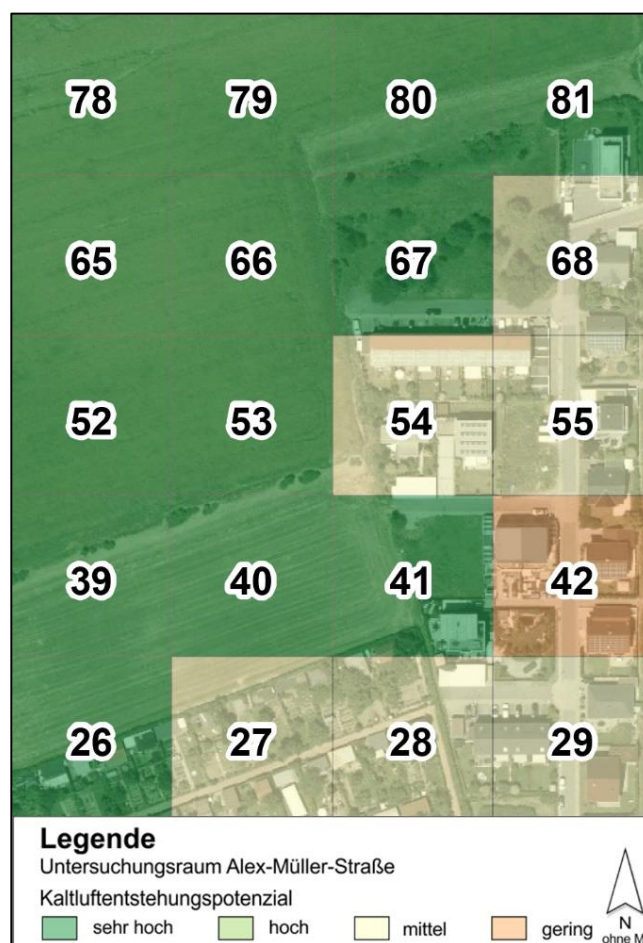 78 79 80 81
65 66 67 68
52 53 54 55
39 40 41 42
26 27 28 29
Legende
Untersuchungsraum Alex-Müller-Straße
Kaltluftentstehungspotenzial
sehr hoch hoch mittel gering
N
ohne M